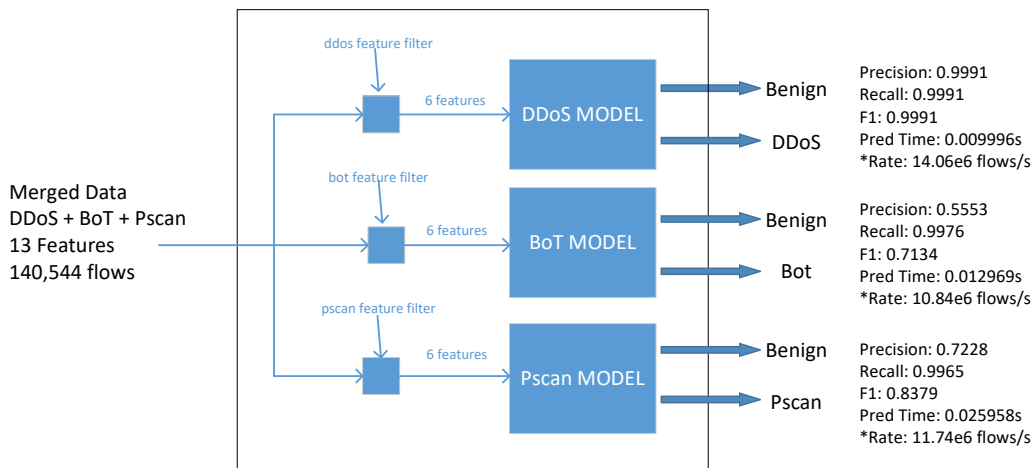 ddos feature filter
6 features
DDoS MODEL
Benign
DDoS
Precision: 0.9991
Recall: 0.9991
F1: 0.9991
Pred Time: 0.009996s
*Rate: 14.06e6 flows/s
Merged Data
DDoS + BoT + Pscan
13 Features
140,544 flows
bot feature filter
6 features
BoT MODEL
Benign
Bot
Precision: 0.5553
Recall: 0.9976
F1: 0.7134
Pred Time: 0.012969s
*Rate: 10.84e6 flows/s
pscan feature filter
6 features
Pscan MODEL
Benign
Pscan
Precision: 0.7228
Recall: 0.9965
F1: 0.8379
Pred Time: 0.025958s
*Rate: 11.74e6 flows/s